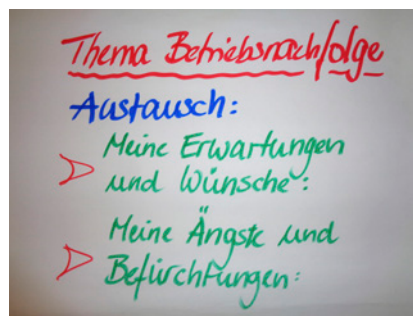 Thema Betriebsnachfolge
Austausch:
Meine Erwartungen
und Wünsche:
Meine Ängste und
Befürchtungen: